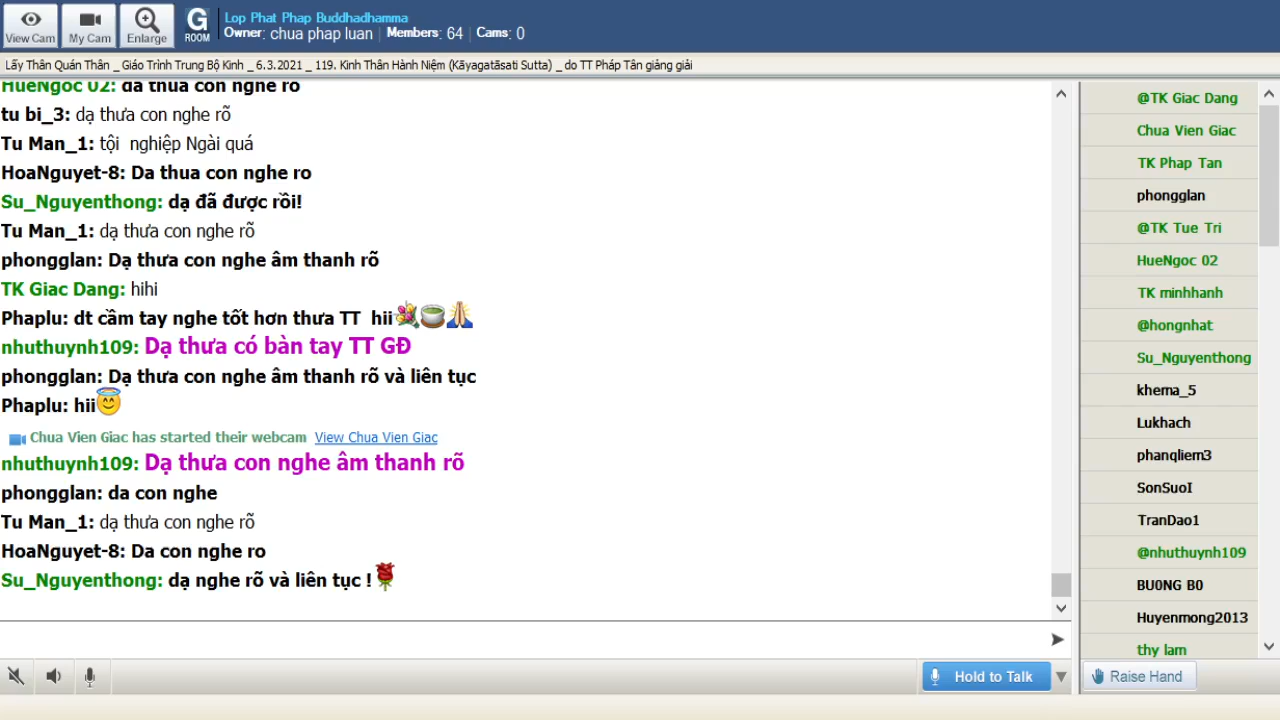 View Cam
My Cam
Enlarge
G ROOM
Lop Phat Phap Buddhadhamma
Owner: chua phap luan Members: 64 Cams: 0
Lấy Thân Quán Thân _ Giáo Trình Trung Bộ Kinh _ 6.3.2021 _ 119. Kinh Thân Hành Niệm (Kāyagatāsati Sutta) _ do TT Pháp Tân giảng giải
HueNgoc 02: da thua con nghe ro
tu bi_3: dạ thưa con nghe rõ
Tu Man_1: tội nghiệp Ngài quá
HoaNguyet-8: Da thua con nghe ro
Su_Nguyenthong: dạ đã được rồi!
Tu Man_1: dạ thưa con nghe rõ
phongglan: Dạ thưa con nghe âm thanh rõ
TK Giac Dang: hihi
Phaplu: dt cầm tay nghe tốt hơn thưa TT hii
nhuthuynh109: Dạ thưa có bàn tay TT GĐ
phongglan: Dạ thưa con nghe âm thanh rõ và liên tục
Phaplu: hii
Chua Vien Giac has started their webcam View Chua Vien Giac
nhuthuynh109: Dạ thưa con nghe âm thanh rõ
phongglan: da con nghe
Tu Man_1: dạ thưa con nghe rõ
HoaNguyet-8: Da con nghe ro
Su_Nguyenthong: dạ nghe rõ và liên tục !
@TK Giac Dang
Chua Vien Giac
TK Phap Tan
phongglan
@TK Tue Tri
HueNgoc 02
TK minhhanh
@hongnhat
Su_Nguyenthong
khema_5
Lukhach
phanqliem3
SonSuoI
TranDao1
@nhuthuynh109
BU0NG B0
Huyenmong2013
thy lam
Hold to Talk
Raise Hand